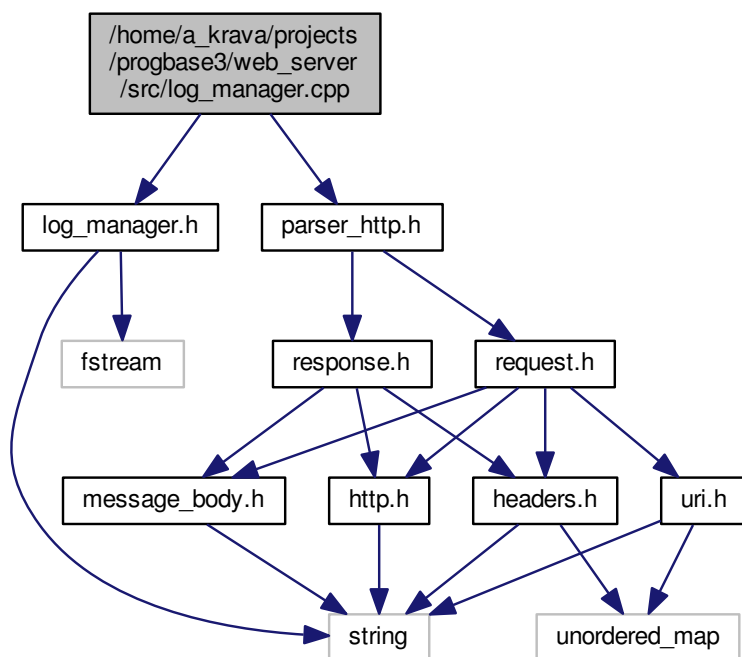 /home/a_krava/projects
/progbase3/web_server
/src/log_manager.cpp
log_manager.h
parser_http.h
fstream
response.h
request.h
message_body.h
http.h
headers.h
uri.h
string
unordered_map